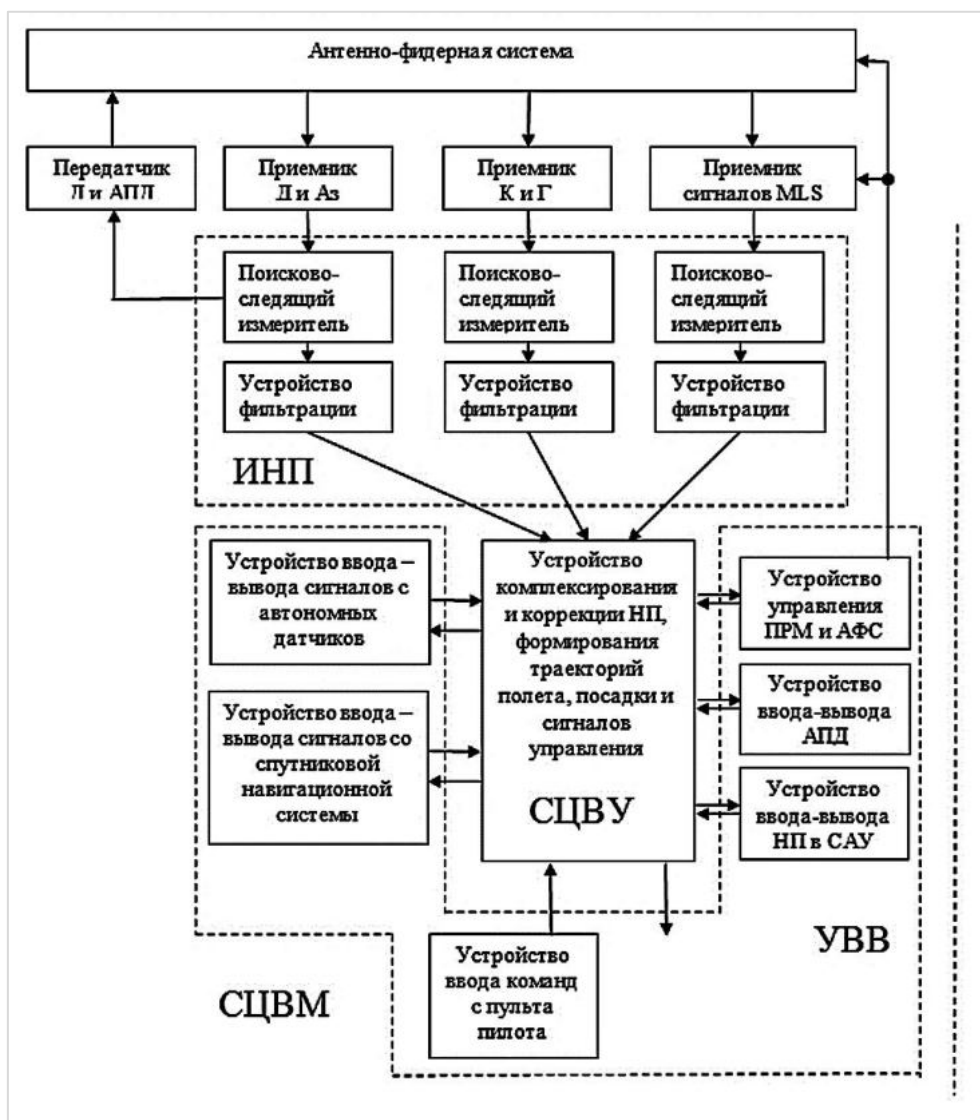 Антенно-фидерная система
Передатчик
Л и АПЛ
Приемник
Д и Аз
Приемник
К и Г
Приемник
сигналов MLS
Поисково-
следящий
измеритель
Поисково-
следящий
измеритель
Поисково-
следящий
измеритель
Устройство
фильтрации
Устройство
фильтрации
Устройство
фильтрации
ИНП
Устройство ввода –
вывода сигналов с
автономных
датчиков
Устройство
комплексирования
и коррекции НП,
формирования
траекторий
полета, посадки и
сигналов
управления
СЦВУ
Устройство
управления
ПРМ и АФС
Устройство ввода –
вывода сигналов со
спутниковой
навигационной
системы
Устройство
ввода-вывода
АПД
Устройство
ввода-вывода
НП в САУ
УВВ
СЦВМ
Устройство
ввода команд
с пульта
пилота